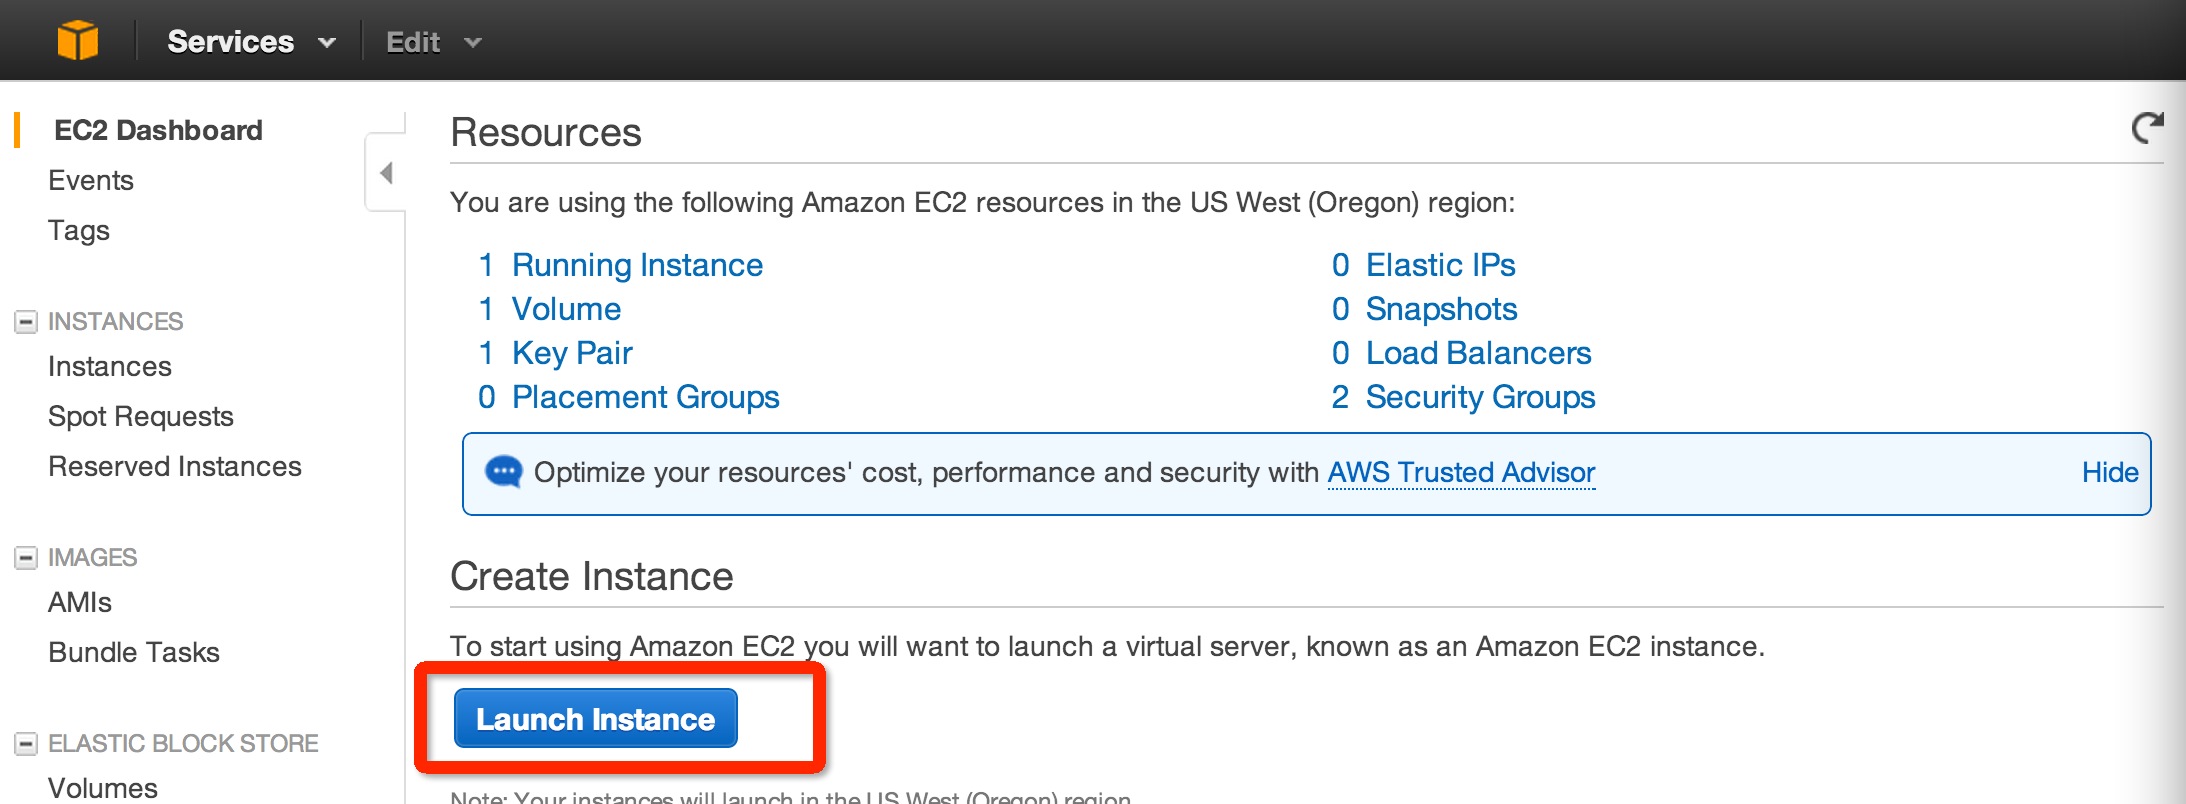 Services Edit
EC2 Dashboard
Events
Tags
INSTANCES
Instances
Spot Requests
Reserved Instances
IMAGES
AMIs
Bundle Tasks
ELASTIC BLOCK STORE
Volumes
Resources
You are using the following Amazon EC2 resources in the US West (Oregon) region:
1 Running Instance
1 Volume
1 Key Pair
0 Placement Groups
0 Elastic IPs
0 Snapshots
0 Load Balancers
2 Security Groups
Optimize your resources' cost, performance and security with AWS Trusted Advisor Hide
Create Instance
To start using Amazon EC2 you will want to launch a virtual server, known as an Amazon EC2 instance.
Launch Instance
Note: Your instances will launch in the US West (Oregon) region